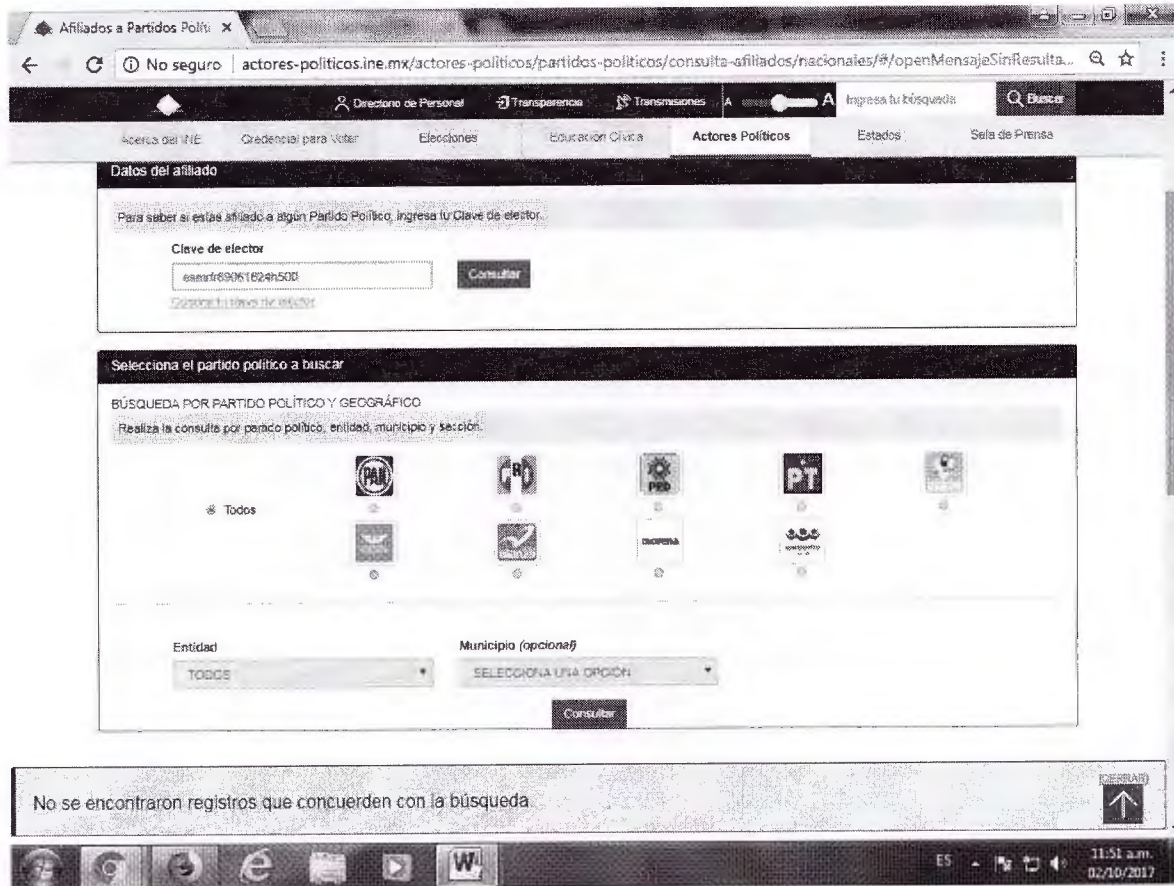 Afiliados a Partidos Políti
No seguro actores-politicos.ine.mx/actores-politicos/partidos-politicos/consulta-afiliados/nacionales/#/openMensajeSinResulta...
Directorio de Personal Transparencia Transmisiones A A Ingresa tu búsqueda Buscar
Acerca del INE Credencial para Votar Elecciones Educación Cívica Actores Políticos Estados Sala de Prensa
Datos del afiliado
Para saber si estás afiliado a algún Partido Político, ingresa tu Clave de elector.
Clave de elector
Consultar
Selecciona el partido político a buscar
BÚSQUEDA POR PARTIDO POLÍTICO Y GEOGRÁFICO
Realiza la consulta por partido político, entidad, municipio y sección.
PAN PRD PT
Todos
morena
Entidad Municipio (opcional)
TODOS SELECCIONA UNA OPCIÓN
Consultar
(CERRAR)
No se encontraron registros que concuerden con la búsqueda
W
ES 11:51 a.m.
02/10/2017